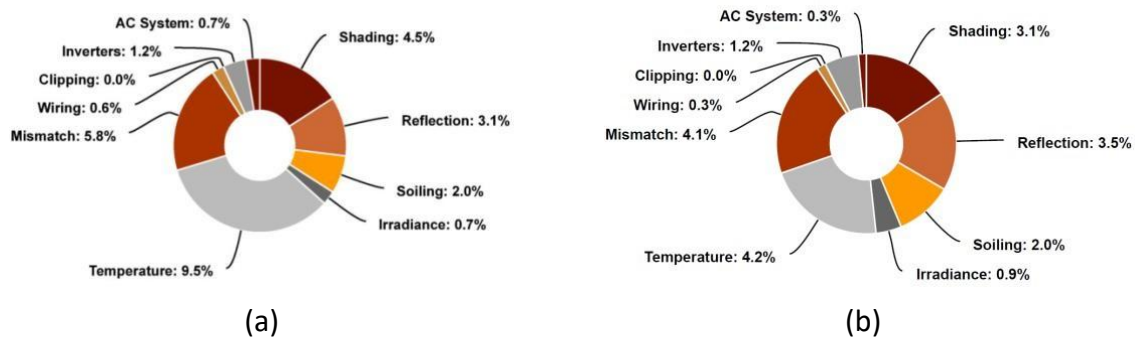 AC System: 0.7%
Shading: 4.5%
Inverters: 1.2%
Clipping: 0.0%
Wiring: 0.6%
Reflection: 3.1%
Mismatch: 5.8%
Soiling: 2.0%
Irradiance: 0.7%
Temperature: 9.5%
(a)
AC System: 0.3%
Shading: 3.1%
Inverters: 1.2%
Clipping: 0.0%
Wiring: 0.3%
Mismatch: 4.1%
Reflection: 3.5%
Soiling: 2.0%
Temperature: 4.2%
Irradiance: 0.9%
(b)